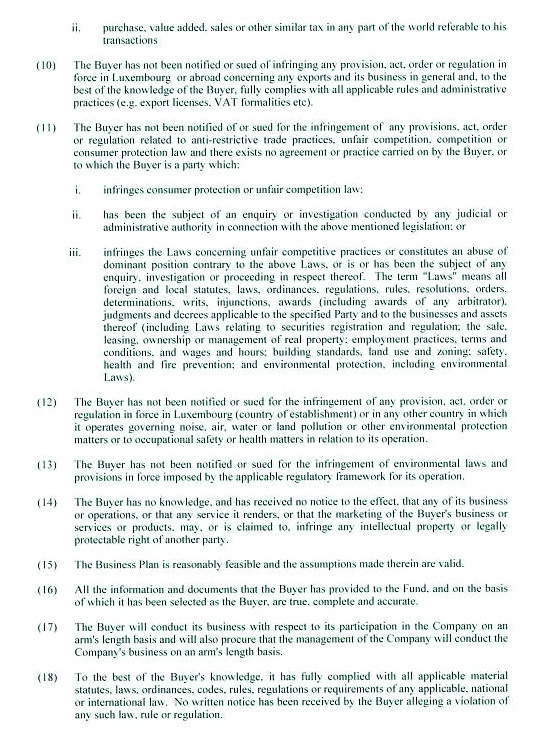 ii. purchase, value added, sales or other similar tax in any part of the world referable to his
transactions
(10) The Buyer has not been notified or sued of infringing any provision, act, order or regulation in
force in Luxembourg or abroad concerning any exports and its business in general and, to the
best of the knowledge of the Buyer, fully complies with all applicable rules and administrative
practices (e.g. export licenses, VAT formalities etc).
(11) The Buyer has not been notified of or sued for the infringement of any provisions, act, order
or regulation related to anti-restrictive trade practices, unfair competition, competition or
consumer protection law and there exists no agreement or practice carried on by the Buyer, or
to which the Buyer is a party which:
i. infringes consumer protection or unfair competition law;
ii. has been the subject of an enquiry or investigation conducted by any judicial or
administrative authority in connection with the above mentioned legislation; or
iii. infringes the Laws concerning unfair competitive practices or constitutes an abuse of
dominant position contrary to the above Laws, or is or has been the subject of any
enquiry, investigation or proceeding in respect thereof. The term "Laws" means all
foreign and local statutes, laws, ordinances, regulations, rules, resolutions, orders,
determinations, writs, injunctions, awards (including awards of any arbitrator),
judgments and decrees applicable to the specified Party and to the businesses and assets
thereof (including Laws relating to securities registration and regulation; the sale,
leasing, ownership or management of real property; employment practices, terms and
conditions, and wages and hours; building standards, land use and zoning; safety,
health and fire prevention; and environmental protection, including environmental
Laws).
(12) The Buyer has not been notified or sued for the infringement of any provision, act, order or
regulation in force in Luxembourg (country of establishment) or in any other country in which
it operates governing noise, air, water or land pollution or other environmental protection
matters or to occupational safety or health matters in relation to its operation.
(13) The Buyer has not been notified or sued for the infringement of environmental laws and
provisions in force imposed by the applicable regulatory framework for its operation.
(14) The Buyer has no knowledge, and has received no notice to the effect, that any of its business
or operations, or that any service it renders, or that the marketing of the Buyer's business or
services or products, may, or is claimed to, infringe any intellectual property or legally
protectable right of another party.
(15) The Business Plan is reasonably feasible and the assumptions made therein are valid.
(16) All the information and documents that the Buyer has provided to the Fund, and on the basis
of which it has been selected as the Buyer, are true, complete and accurate.
(17) The Buyer will conduct its business with respect to its participation in the Company on an
arm's length basis and will also procure that the management of the Company will conduct the
Company's business on an arm's length basis.
(18) To the best of the Buyer's knowledge, it has fully complied with all applicable material
statutes, laws, ordinances, codes, rules, regulations or requirements of any applicable, national
or international law. No written notice has been received by the Buyer alleging a violation of
any such law, rule or regulation.